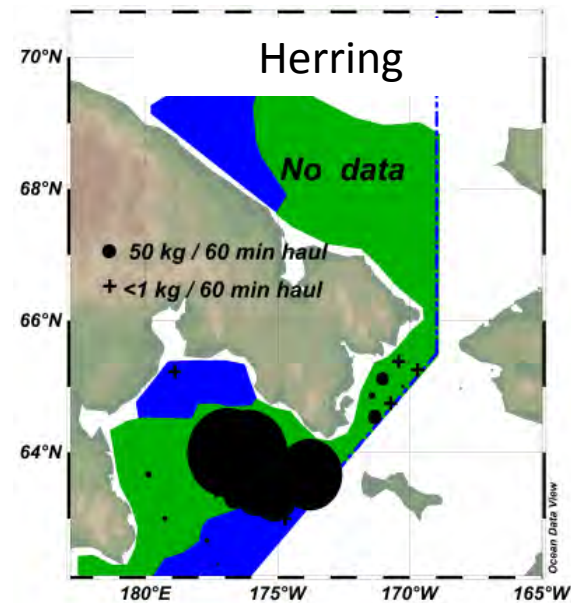 Herring
70°N
No data
68°N
50 kg / 60 min haul
<1 kg / 60 min haul
66°N
64°N
Ocean Data View
180°E 175°W 170°W 165°W